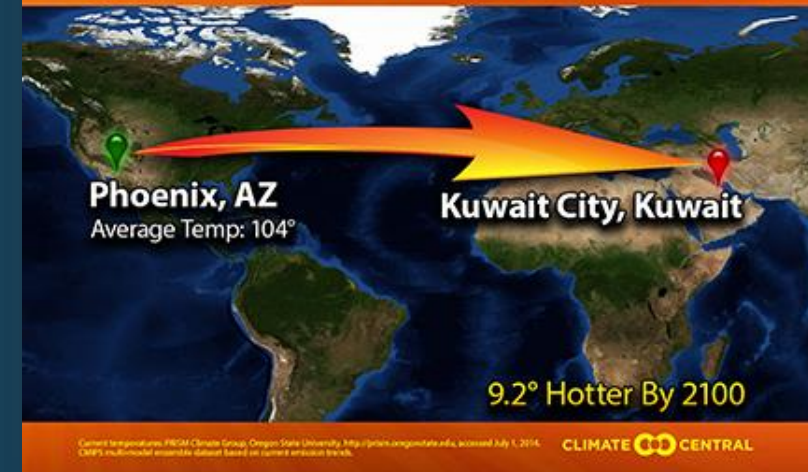 Phoenix, AZ
Average Temp: 104°
Kuwait City, Kuwait
9.2° Hotter By 2100
Current temperatures: PRISM Climate Group, Oregon State University, http://prism.oregonstate.edu, accessed July 1, 2014.
CMIP5 multi-model ensemble dataset based on current emission trends.
CLIMATE CENTRAL